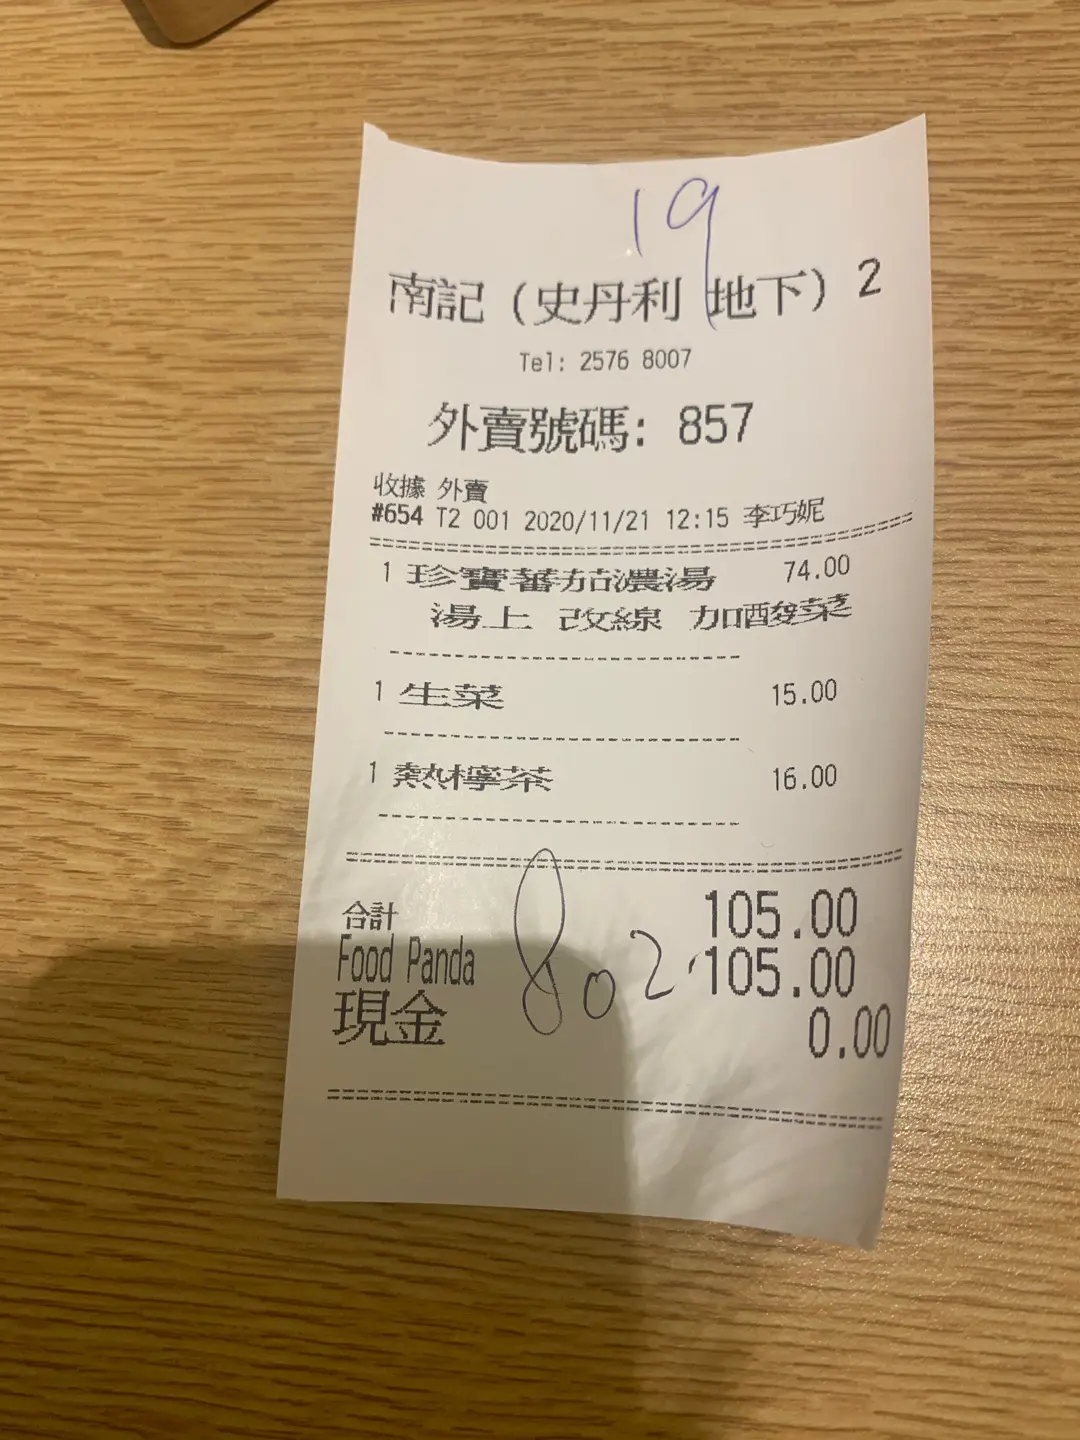 19
南記（史丹利 地下）2
Tel: 2576 8007
外賣號碼: 857
收據 外賣
#654 T2 001 2020/11/21 12:15 李巧妮
1 珍寶蕃茄濃湯 74.00
湯上 改線 加酸菜
1 生菜 15.00
1 熱檸茶 16.00
合計 105.00
Food Panda 105.00
802
現金 0.00